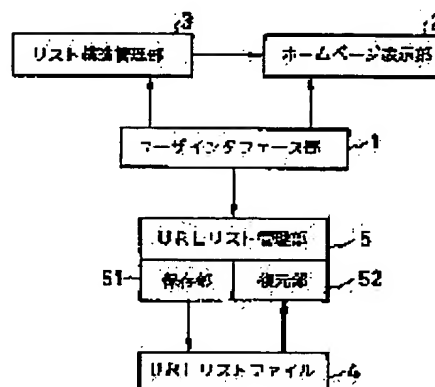 3
2
リスト構造管理部
ホームページ表示部
ユーザインタフェース部
1
URLリスト管理部
5
51
保存部
復元部
52
URLリストファイル
4